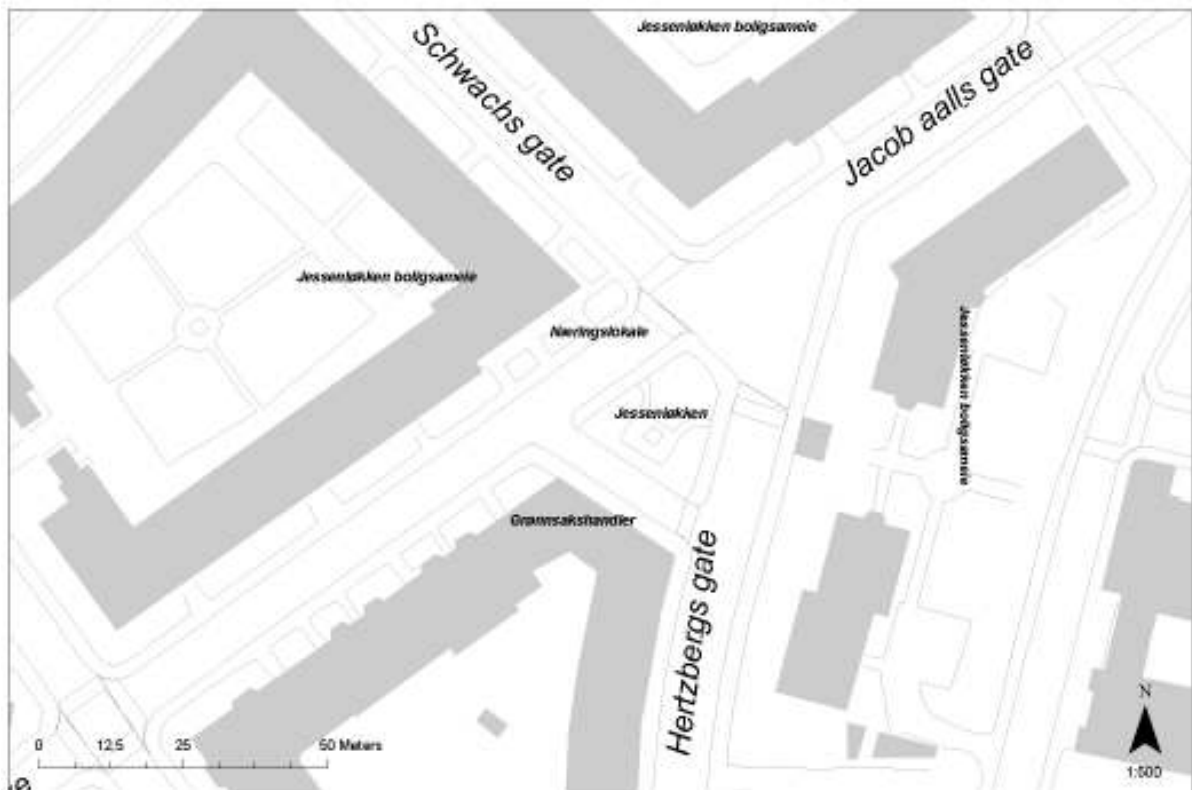 Jessenløkken boligsameie
Schwachs gate
Jacob aalls gate
Jessenløkken boligsameie
Næringslokale
Jessenløkken boligsameie
Jessenløkken
Grønnsakshandler
Hertzbergs gate
N
0 12,5 25 50 Meters
1:500